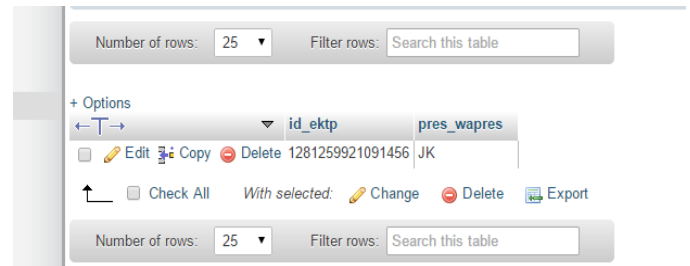 Number of rows: 25 Filter rows: Search this table
+ Options
id_ektp pres_wapres
Edit Copy Delete 1281259921091456 JK
Check All With selected: Change Delete Export
Number of rows: 25 Filter rows: Search this table